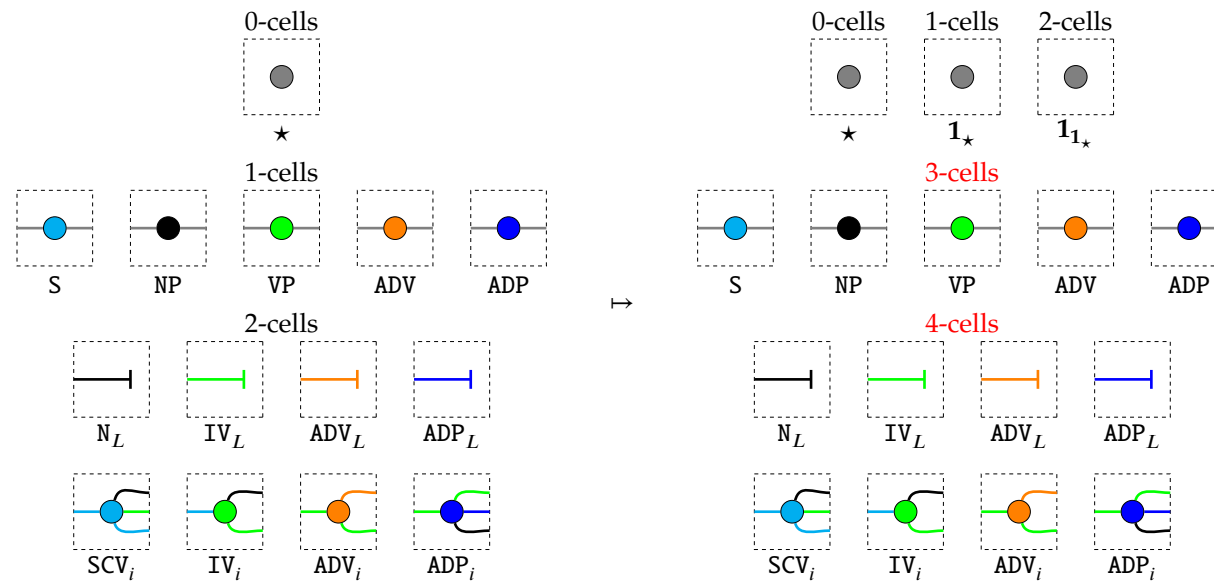 0-cells 0-cells 1-cells 2-cells
⋆ ⋆ 1_⋆ 1_{1_⋆}
1-cells 3-cells
S NP VP ADV ADP S NP VP ADV ADP
↦
2-cells 4-cells
N_L IV_L ADV_L ADP_L N_L IV_L ADV_L ADP_L
SCV_i IV_i ADV_i ADP_i SCV_i IV_i ADV_i ADP_i